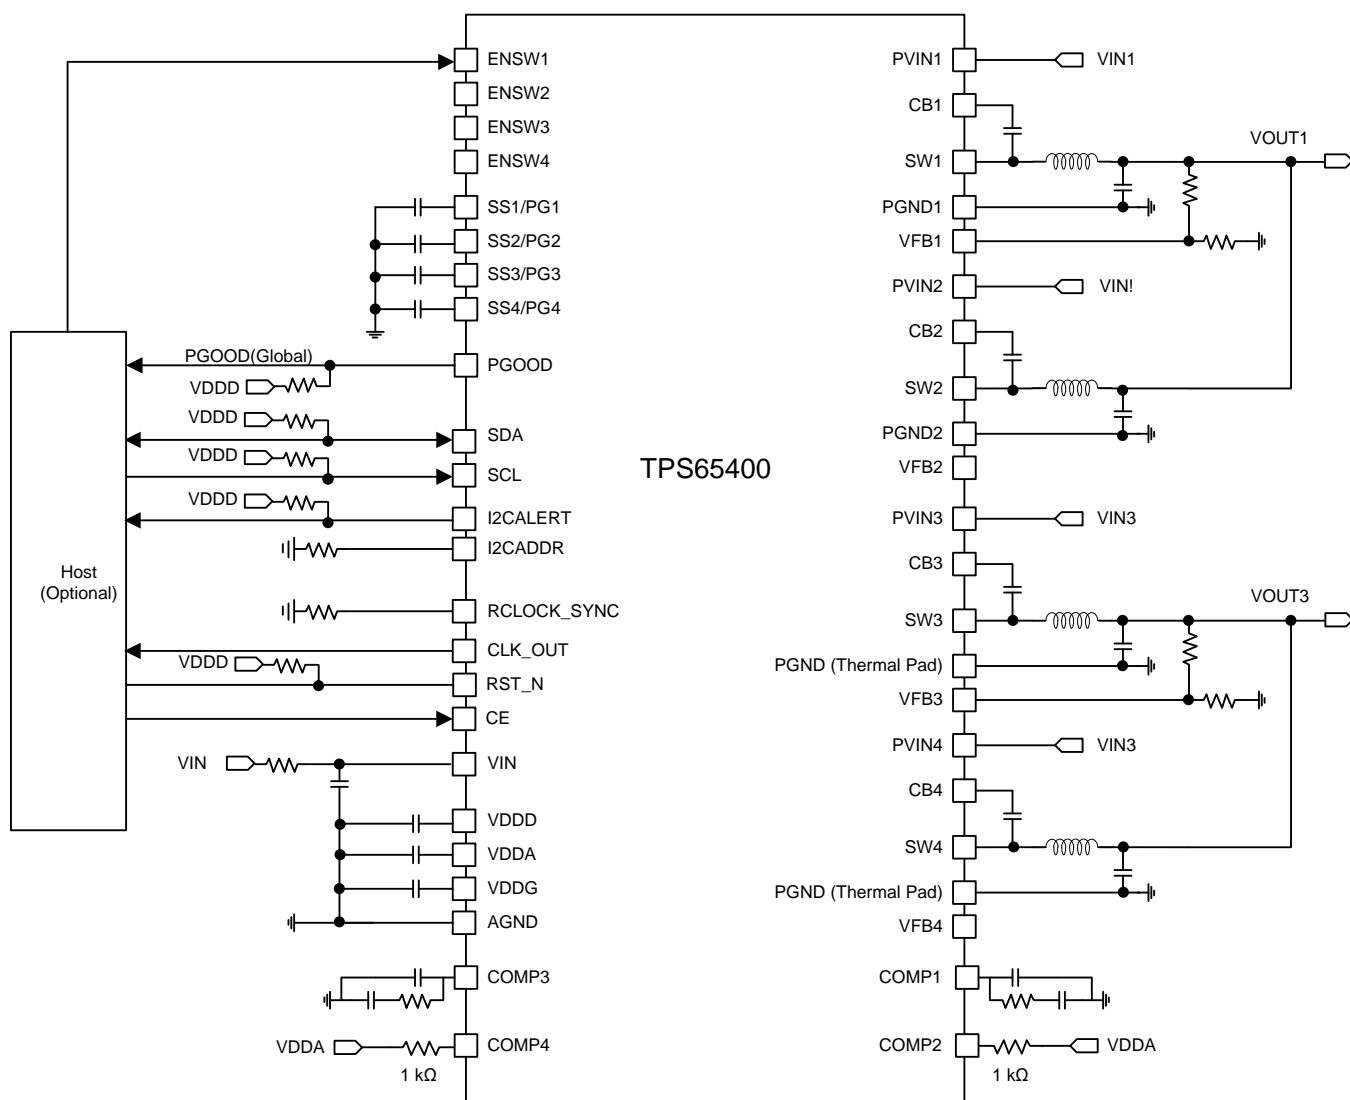 ENSW1
ENSW2
ENSW3
ENSW4
SS1/PG1
SS2/PG2
SS3/PG3
SS4/PG4
PGOOD(Global)
PGOOD
VDDD
VDDD
SDA
VDDD
SCL
VDDD
I2CALERT
I2CADDR
Host
(Optional)
RCLOCK_SYNC
CLK_OUT
VDDD
RST_N
CE
VIN
VIN
VDDD
VDDA
VDDG
AGND
COMP3
VDDA
COMP4
1 kΩ
TPS65400
PVIN1
VIN1
CB1
VOUT1
SW1
PGND1
VFB1
PVIN2
VIN!
CB2
SW2
PGND2
VFB2
PVIN3
VIN3
CB3
VOUT3
SW3
PGND (Thermal Pad)
VFB3
PVIN4
VIN3
CB4
SW4
PGND (Thermal Pad)
VFB4
COMP1
COMP2
VDDA
1 kΩ